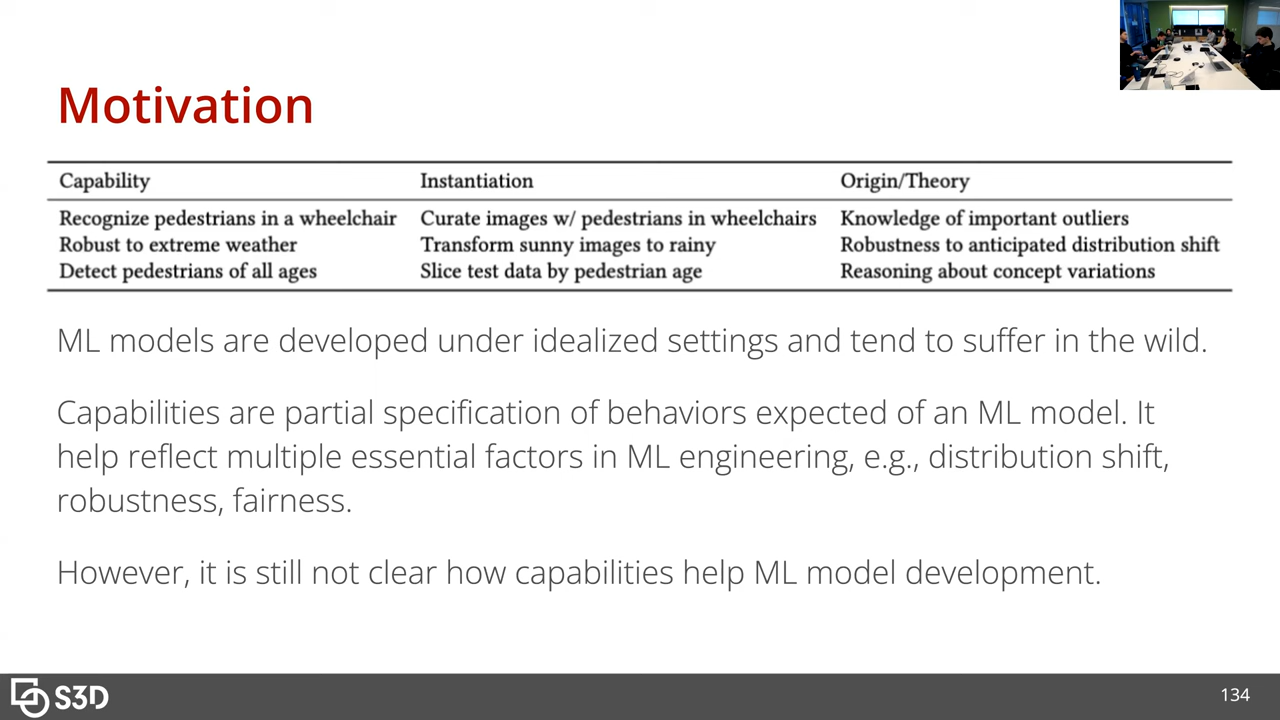 Motivation
Capability Instantiation Origin/Theory
Recognize pedestrians in a wheelchair Curate images w/ pedestrians in wheelchairs Knowledge of important outliers
Robust to extreme weather Transform sunny images to rainy Robustness to anticipated distribution shift
Detect pedestrians of all ages Slice test data by pedestrian age Reasoning about concept variations
ML models are developed under idealized settings and tend to suffer in the wild.
Capabilities are partial specification of behaviors expected of an ML model. It
help reflect multiple essential factors in ML engineering, e.g., distribution shift,
robustness, fairness.
However, it is still not clear how capabilities help ML model development.
S3D
134